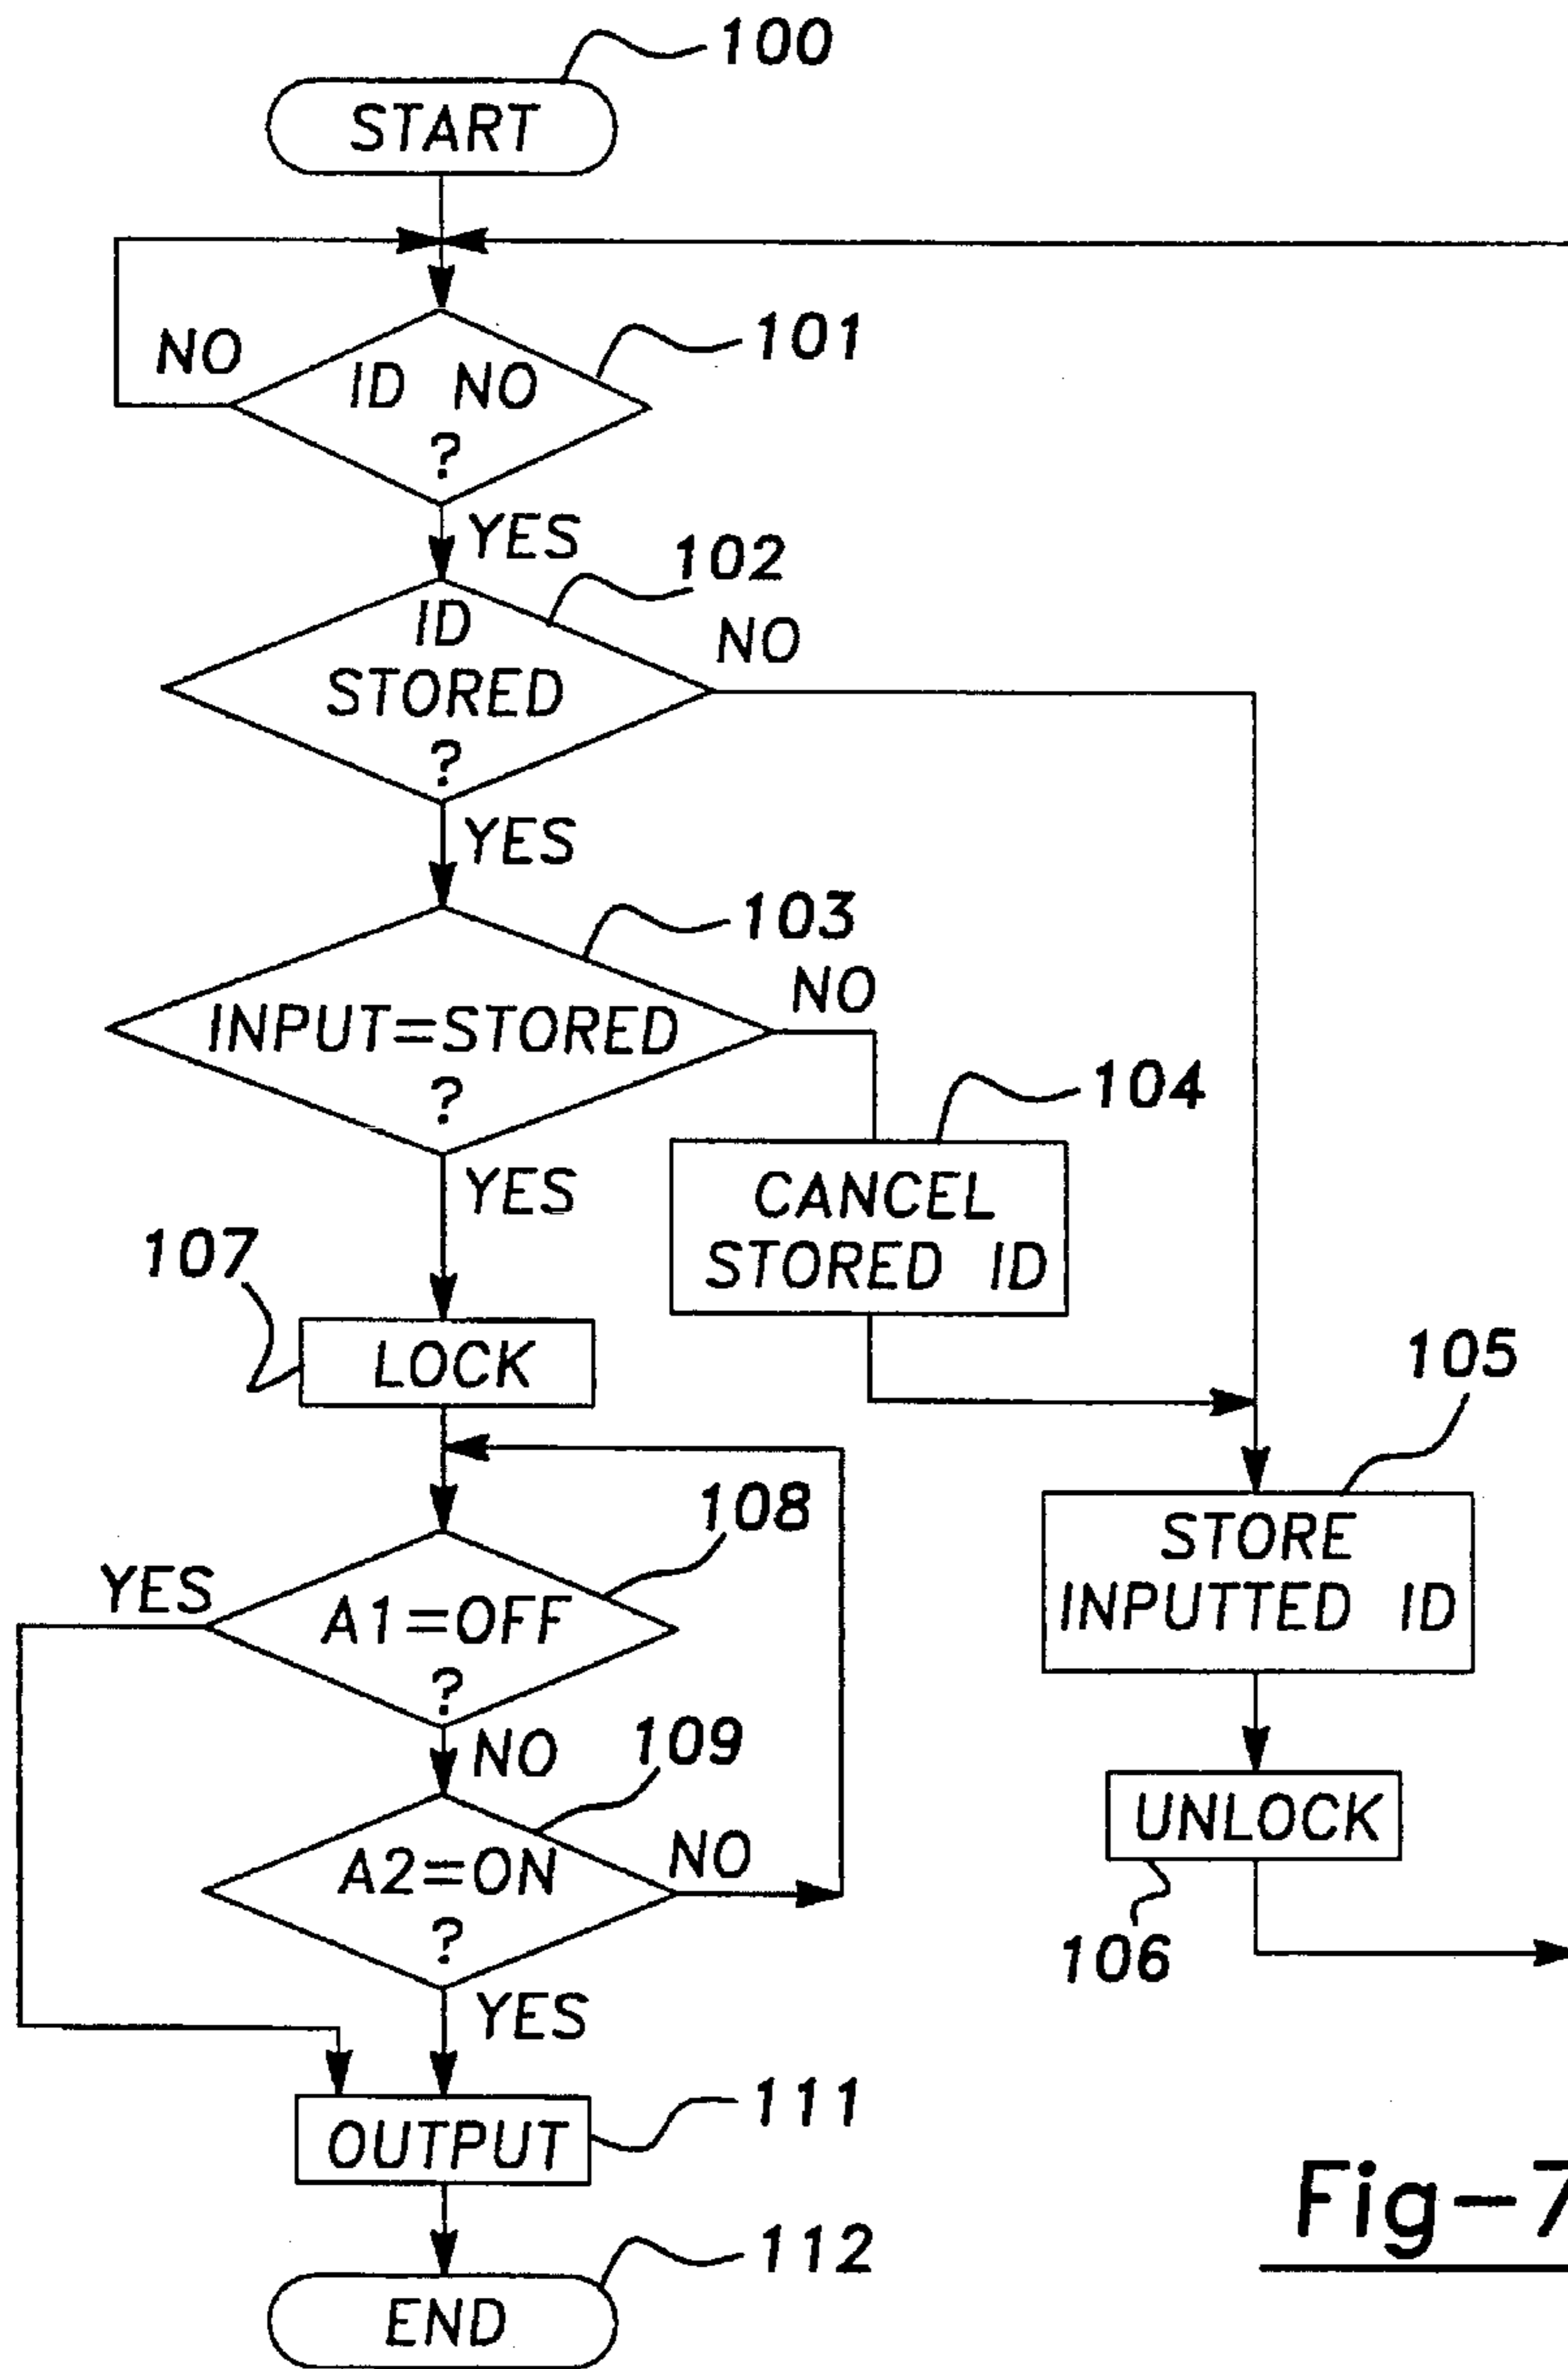 100
START
NO
101
ID NO
?
YES
102
ID
STORED
?
NO
YES
103
INPUT=STORED
?
NO
104
YES
CANCEL
STORED ID
107
LOCK
105
108
STORE
INPUTTED ID
YES
A1=OFF
?
NO
109
A2=ON
?
NO
UNLOCK
106
YES
111
OUTPUT
Fig-7
112
END